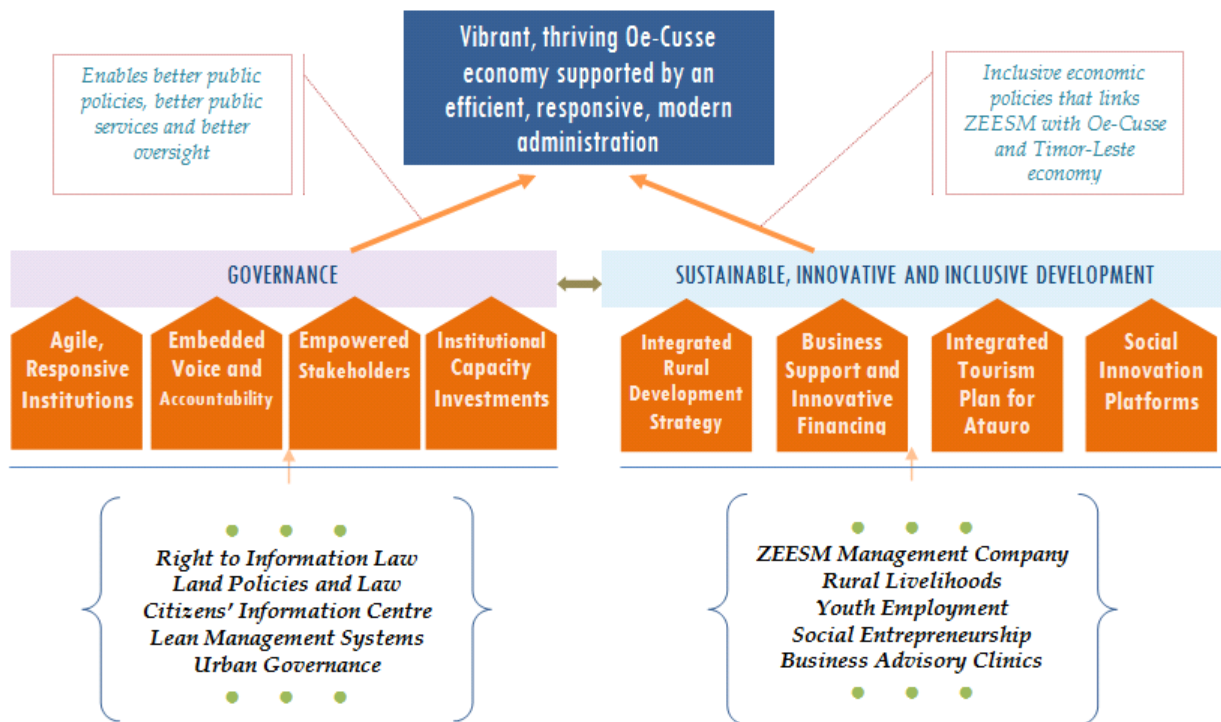 Vibrant, thriving Oe-Cusse
economy supported by an
efficient, responsive, modern
administration
Enables better public
policies, better public
services and better
oversight
Inclusive economic
policies that links
ZEESM with Oe-Cusse
and Timor-Leste
economy
GOVERNANCE
Agile,
Responsive
Institutions
Embedded
Voice and
Accountability
Empowered
Stakeholders
Institutional
Capacity
Investments
SUSTAINABLE, INNOVATIVE AND INCLUSIVE DEVELOPMENT
Integrated
Rural
Development
Strategy
Business
Support and
Innovative
Financing
Integrated
Tourism
Plan for
Atauro
Social
Innovation
Platforms
Right to Information Law
Land Policies and Law
Citizens' Information Centre
Lean Management Systems
Urban Governance
ZEESM Management Company
Rural Livelihoods
Youth Employment
Social Entrepreneurship
Business Advisory Clinics